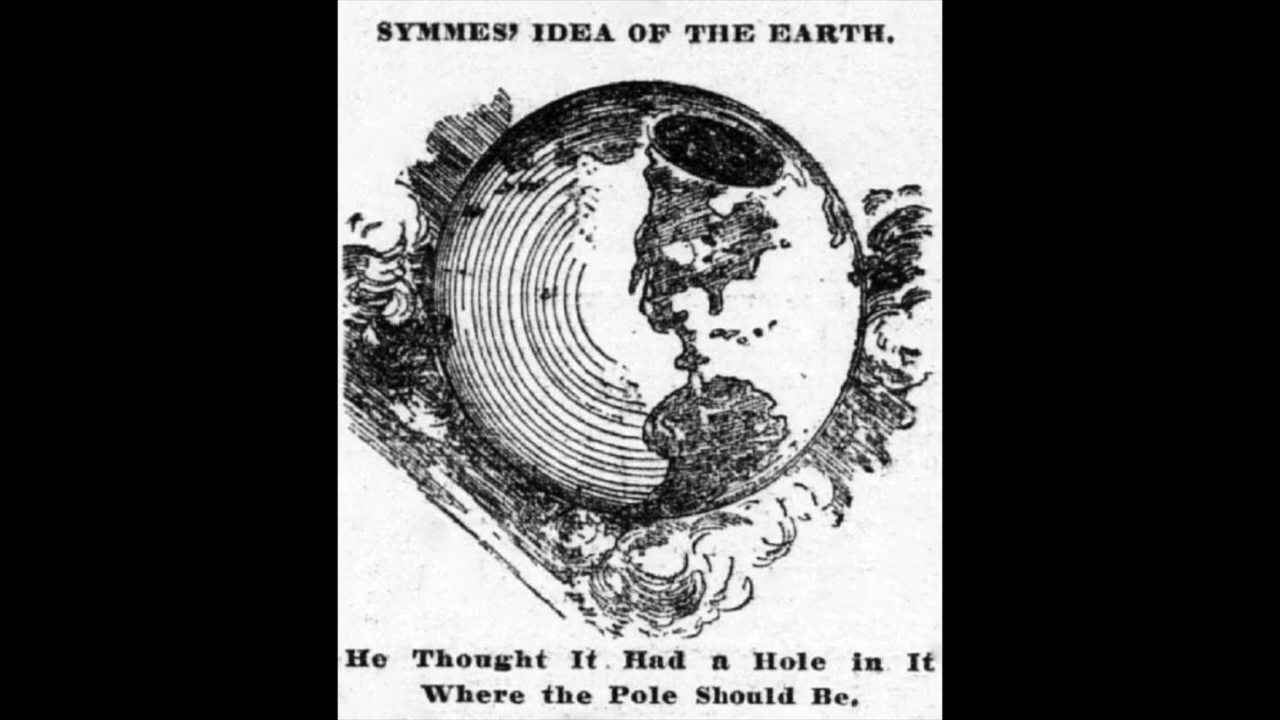 SYMMES' IDEA OF THE EARTH.
He Thought It Had a Hole in It
Where the Pole Should Be.